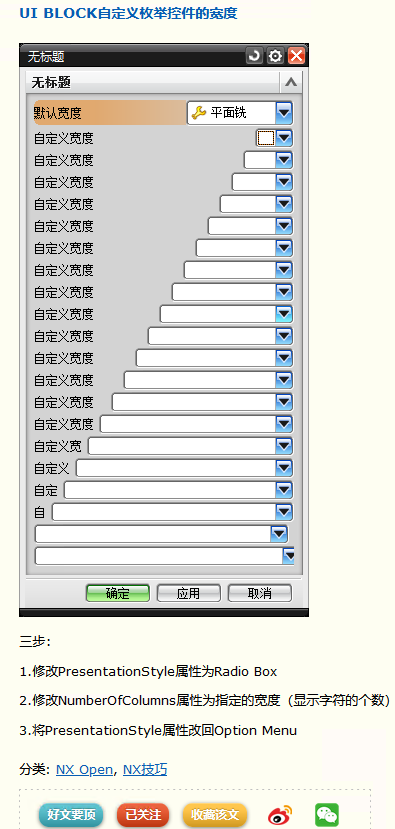 UI BLOCK自定义枚举控件的宽度
无标题
无标题
默认宽度 平面铣
自定义宽度
自定义宽度
自定义宽度
自定义宽度
自定义宽度
自定义宽度
自定义宽度
自定义宽度
自定义宽度
自定义宽度
自定义宽度
自定义宽度
自定义宽度
自定义宽度
自定义宽
自定义
自定
自
确定 应用 取消
三步：
1.修改PresentationStyle属性为Radio Box
2.修改NumberOfColumns属性为指定的宽度（显示字符的个数）
3.将PresentationStyle属性改回Option Menu
分类: NX Open, NX技巧
好文要顶 已关注 收藏该文